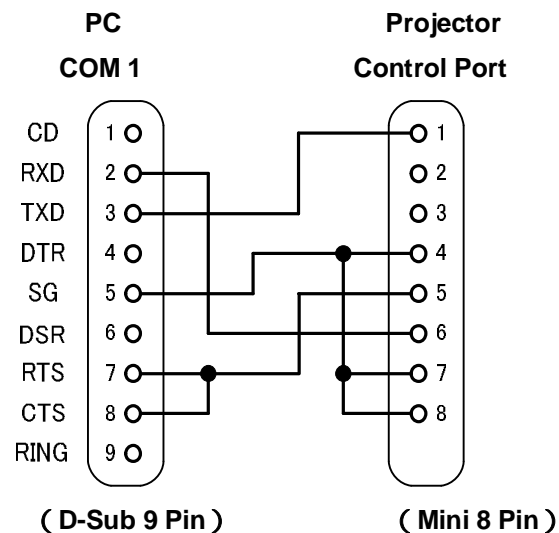 PC Projector
COM 1 Control Port
CD 1 1
RXD 2 2
TXD 3 3
DTR 4 4
SG 5 5
DSR 6 6
RTS 7 7
CTS 8 8
RING 9
( D-Sub 9 Pin ) ( Mini 8 Pin )